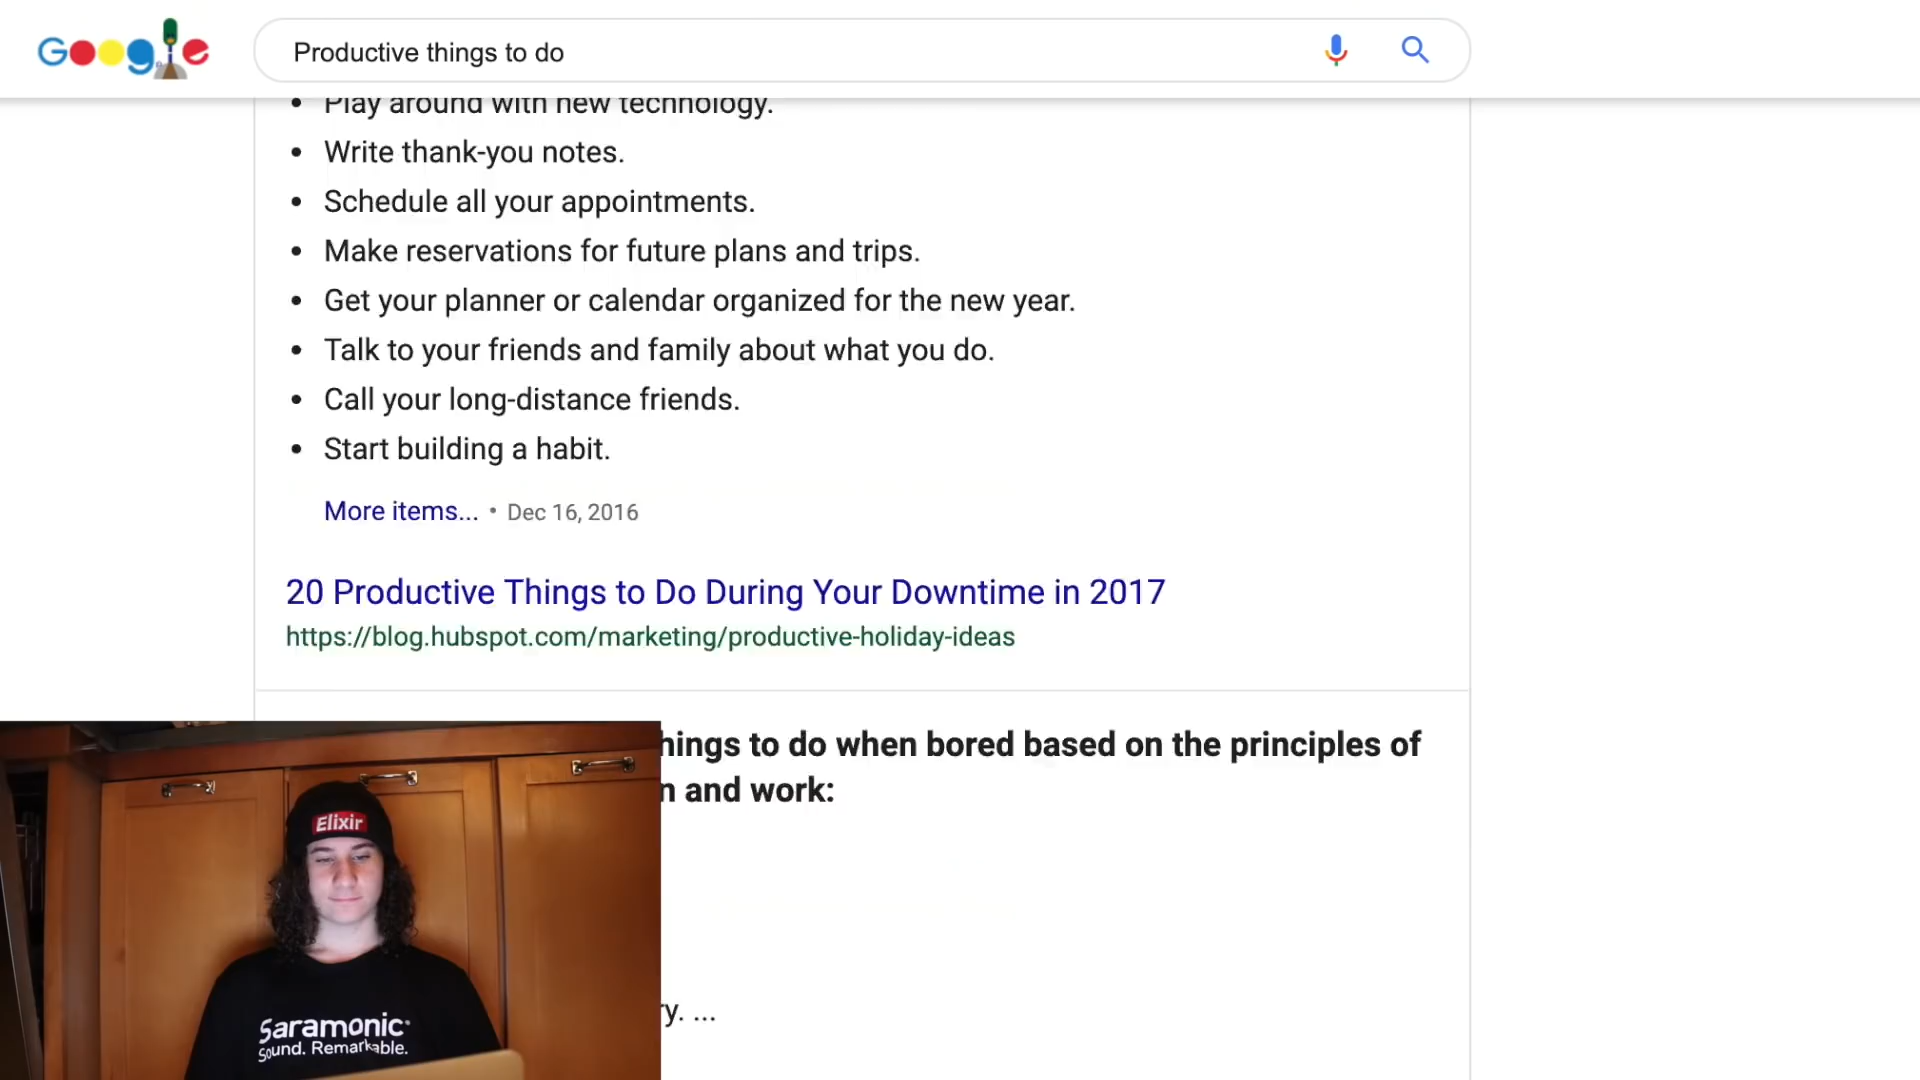 Google
Productive things to do
Play around with new technology.
Write thank-you notes.
Schedule all your appointments.
Make reservations for future plans and trips.
Get your planner or calendar organized for the new year.
Talk to your friends and family about what you do.
Call your long-distance friends.
Start building a habit.
More items... • Dec 16, 2016
20 Productive Things to Do During Your Downtime in 2017
https://blog.hubspot.com/marketing/productive-holiday-ideas
hings to do when bored based on the principles of
n and work:
ry. ...
Elixir
Saramonic
Sound. Remarkable.